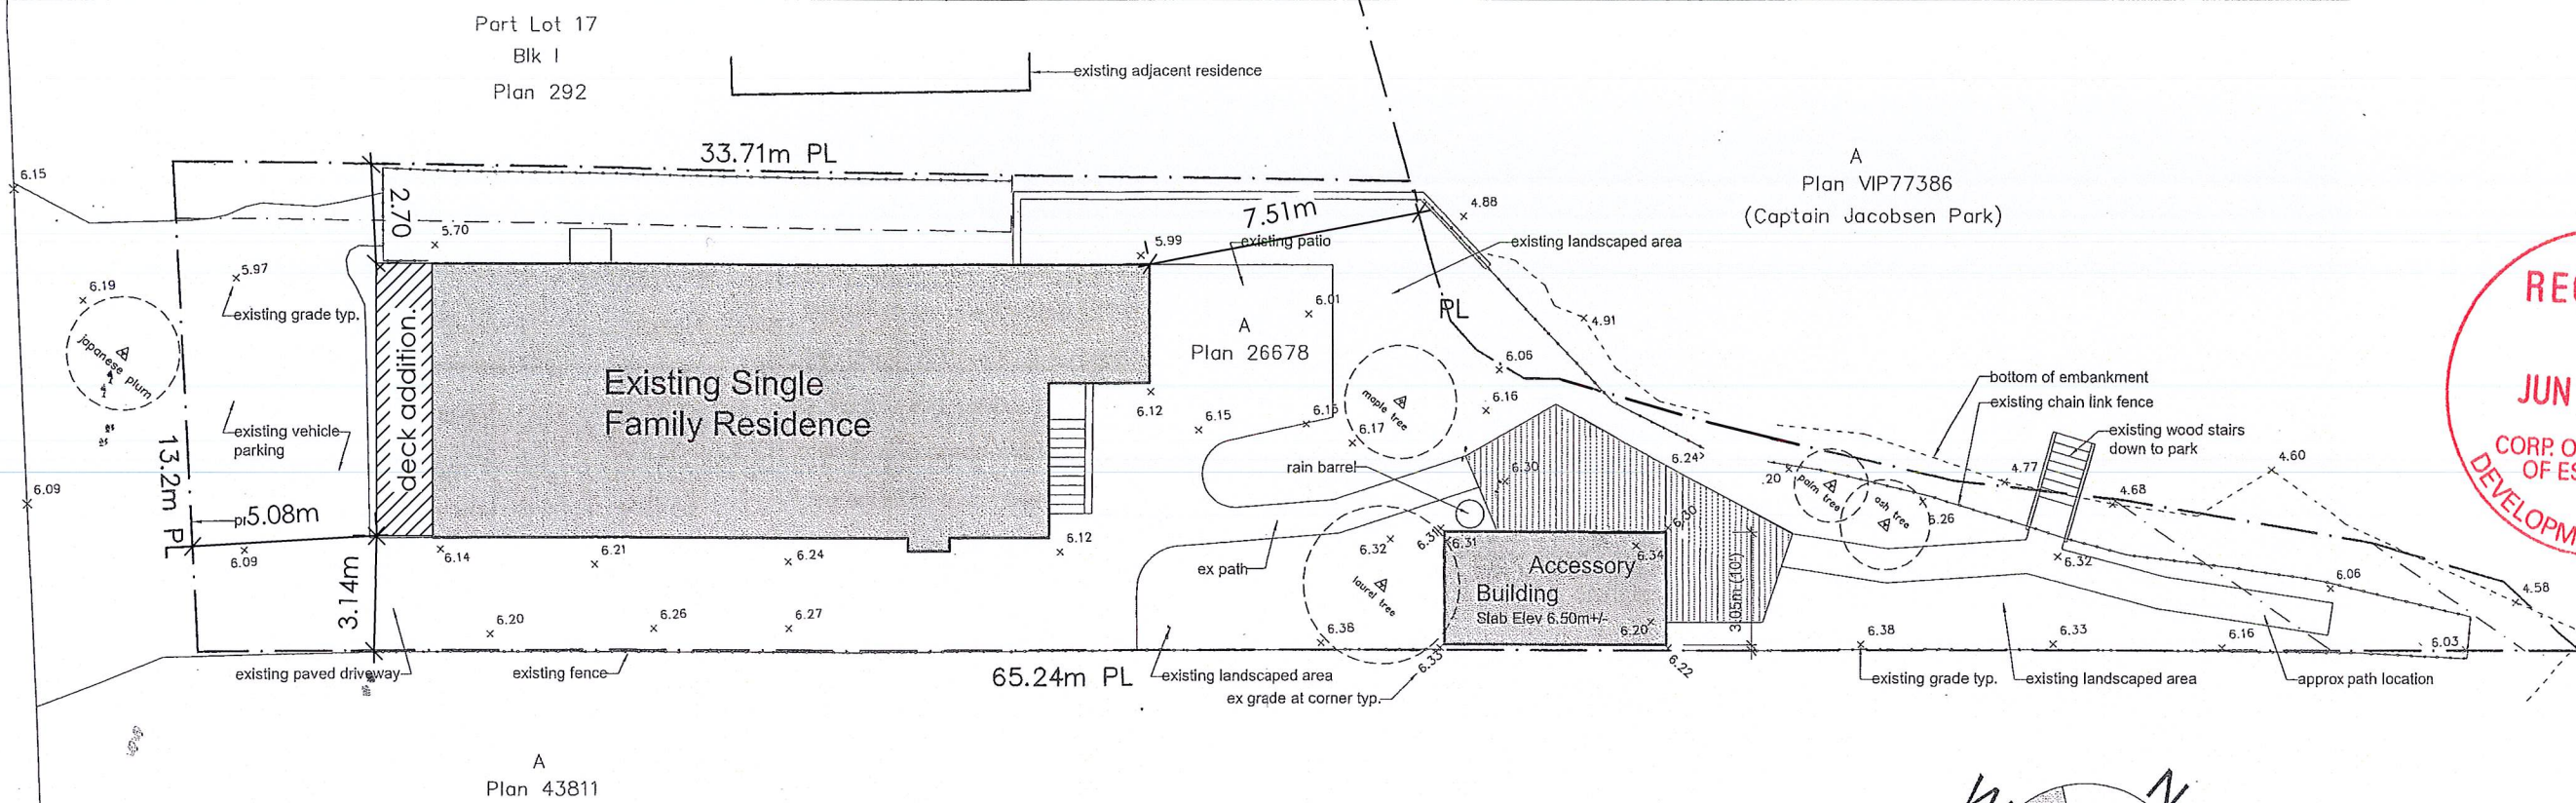 Part Lot 17
Blk 1
Plan 292
existing adjacent residence
33.71m PL
A
Plan VIP77386
(Captain Jacobsen Park)
6.15
2.70
5.70
5.99
7.51m
4.88
existing patio
existing landscaped area
REC
5.97
6.19
existing grade typ.
japanese plum
deck addition.
Existing Single
Family Residence
A
Plan 26678
6.01
PL
4.91
6.06
maple tree
6.16
6.12
6.15
6.15
6.17
bottom of embankment
existing chain link fence
existing wood stairs
down to park
JUN
CORP. O
OF ES
DEVELOPM
existing vehicle
parking
13.2m PL
6.09
5.08m
rain barrel
6.30
6.24
.20
palm tree
ash tree
6.26
4.77
4.68
4.60
6.09
6.14
6.21
6.24
6.12
6.32
6.31
6.31
6.30
6.34
ex path
laurel tree
Accessory
Building
Slab Elev 6.50m+/-
6.20
3.05m (10')
6.32
6.06
4.58
3.14m
6.20
6.26
6.27
6.38
6.33
6.22
6.38
6.33
6.16
6.03
existing paved driveway
existing fence
65.24m PL
existing landscaped area
ex grade at corner typ.
existing grade typ.
existing landscaped area
approx path location
A
Plan 43811
N